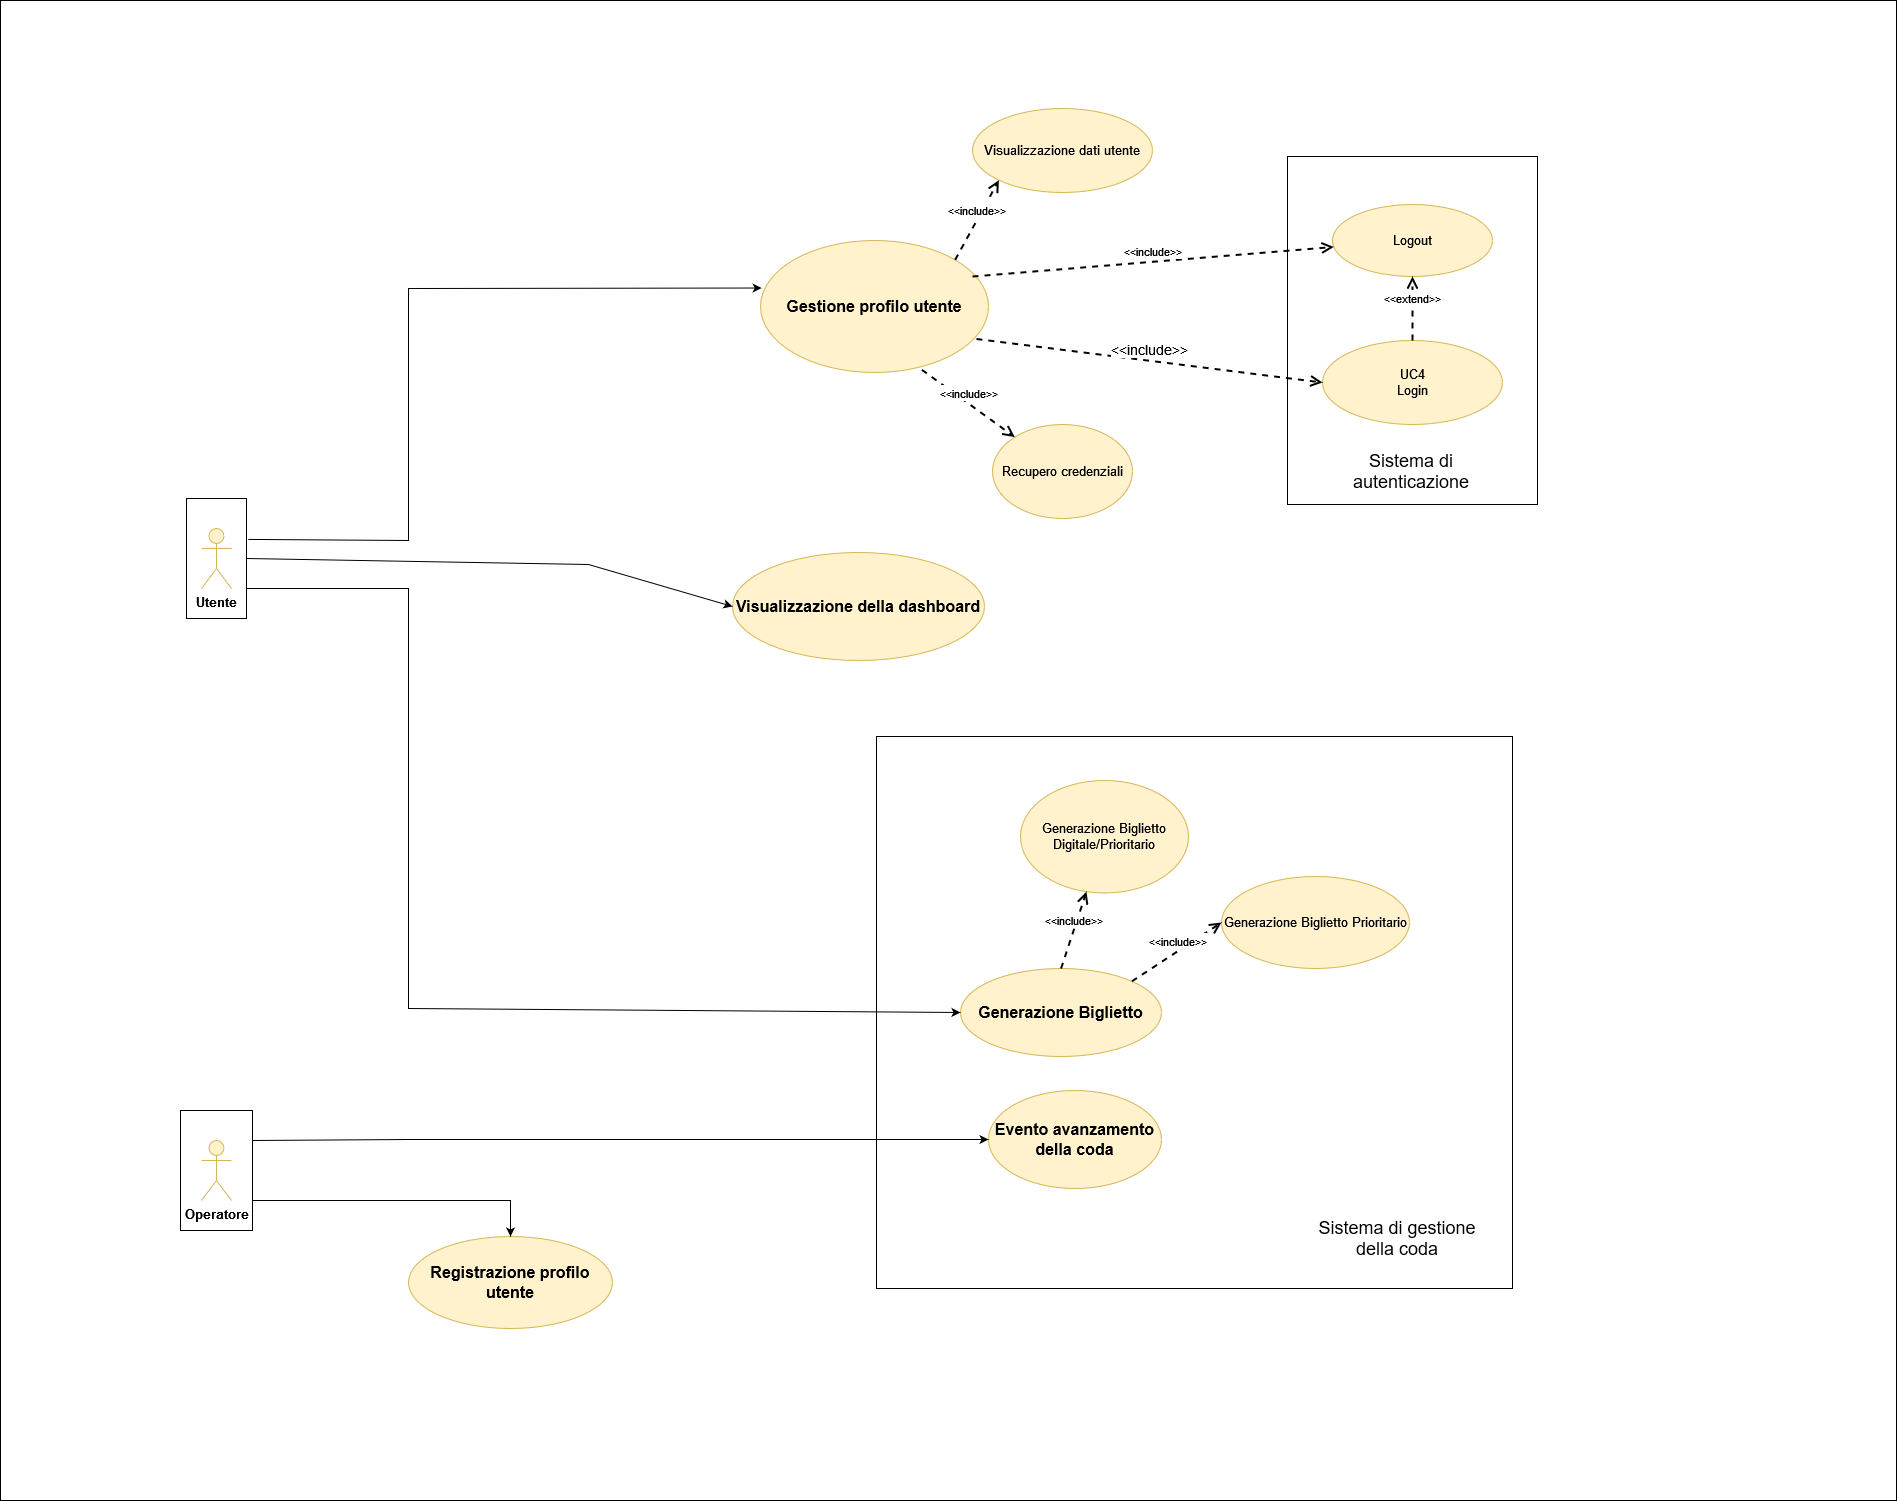 Visualizzazione dati utente
<<include>>
Logout
<<include>>
<<extend>>
Gestione profilo utente
<<include>>
UC4
Login
<<include>>
Recupero credenziali
Sistema di
autenticazione
Utente
Visualizzazione della dashboard
Generazione Biglietto
Digitale/Prioritario
<<include>>
Generazione Biglietto Prioritario
<<include>>
Generazione Biglietto
Evento avanzamento
della coda
Operatore
Sistema di gestione
della coda
Registrazione profilo
utente